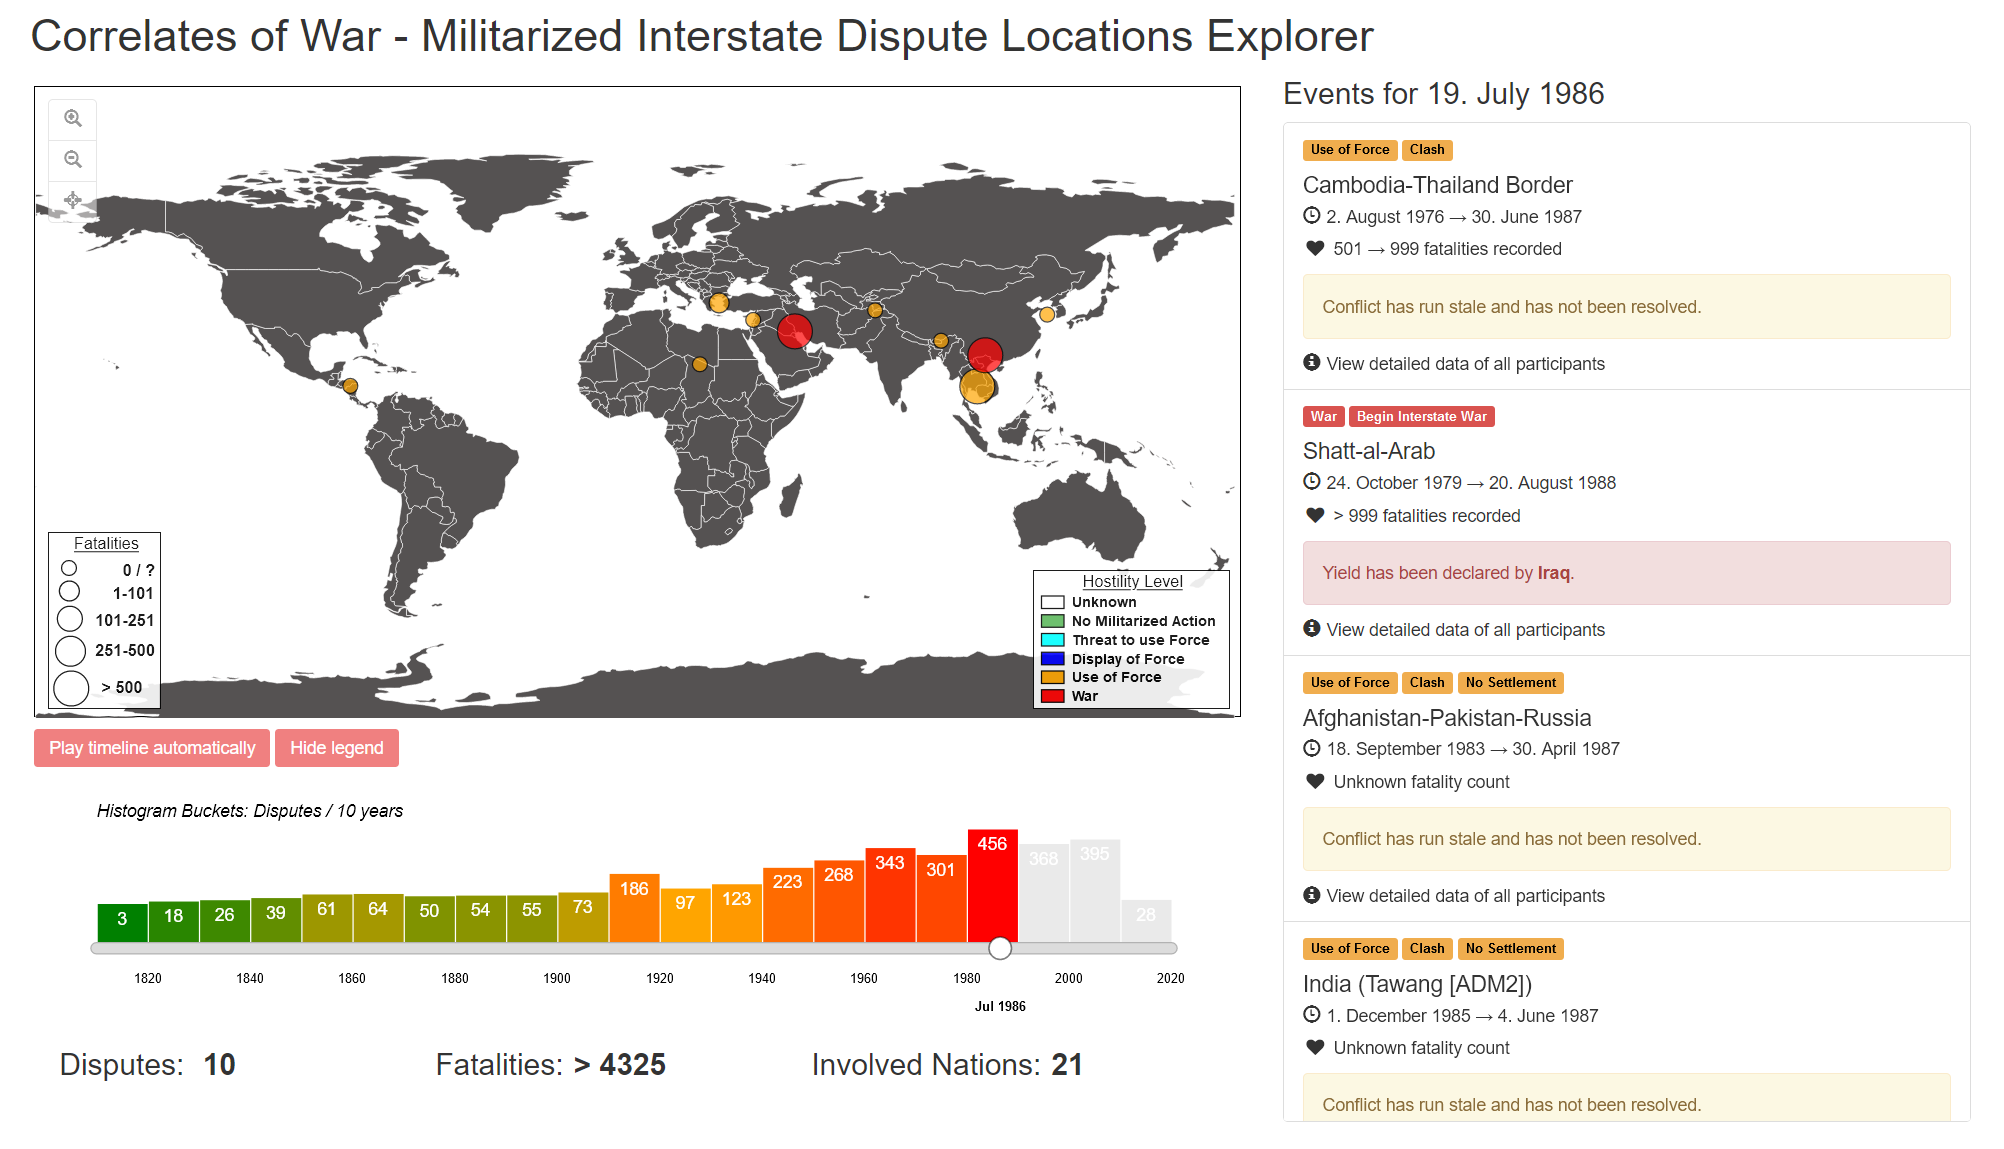 Correlates of War - Militarized Interstate Dispute Locations Explorer
Fatalities
0 / ?
1-101
101-251
251-500
> 500
Hostility Level
Unknown
No Militarized Action
Threat to use Force
Display of Force
Use of Force
War
Play timeline automatically
Hide legend
Histogram Buckets: Disputes / 10 years
3 18 26 39 61 64 50 54 55 73 186 97 123 223 268 343 301 456 368 395 28
1820 1840 1860 1880 1900 1920 1940 1960 1980 2000 2020
Jul 1986
Disputes: 10
Fatalities: > 4325
Involved Nations: 21
Events for 19. July 1986
Use of Force Clash
Cambodia-Thailand Border
2. August 1976 → 30. June 1987
501 → 999 fatalities recorded
Conflict has run stale and has not been resolved.
View detailed data of all participants
War Begin Interstate War
Shatt-al-Arab
24. October 1979 → 20. August 1988
> 999 fatalities recorded
Yield has been declared by Iraq.
View detailed data of all participants
Use of Force Clash No Settlement
Afghanistan-Pakistan-Russia
18. September 1983 → 30. April 1987
Unknown fatality count
Conflict has run stale and has not been resolved.
View detailed data of all participants
Use of Force Clash No Settlement
India (Tawang [ADM2])
1. December 1985 → 4. June 1987
Unknown fatality count
Conflict has run stale and has not been resolved.